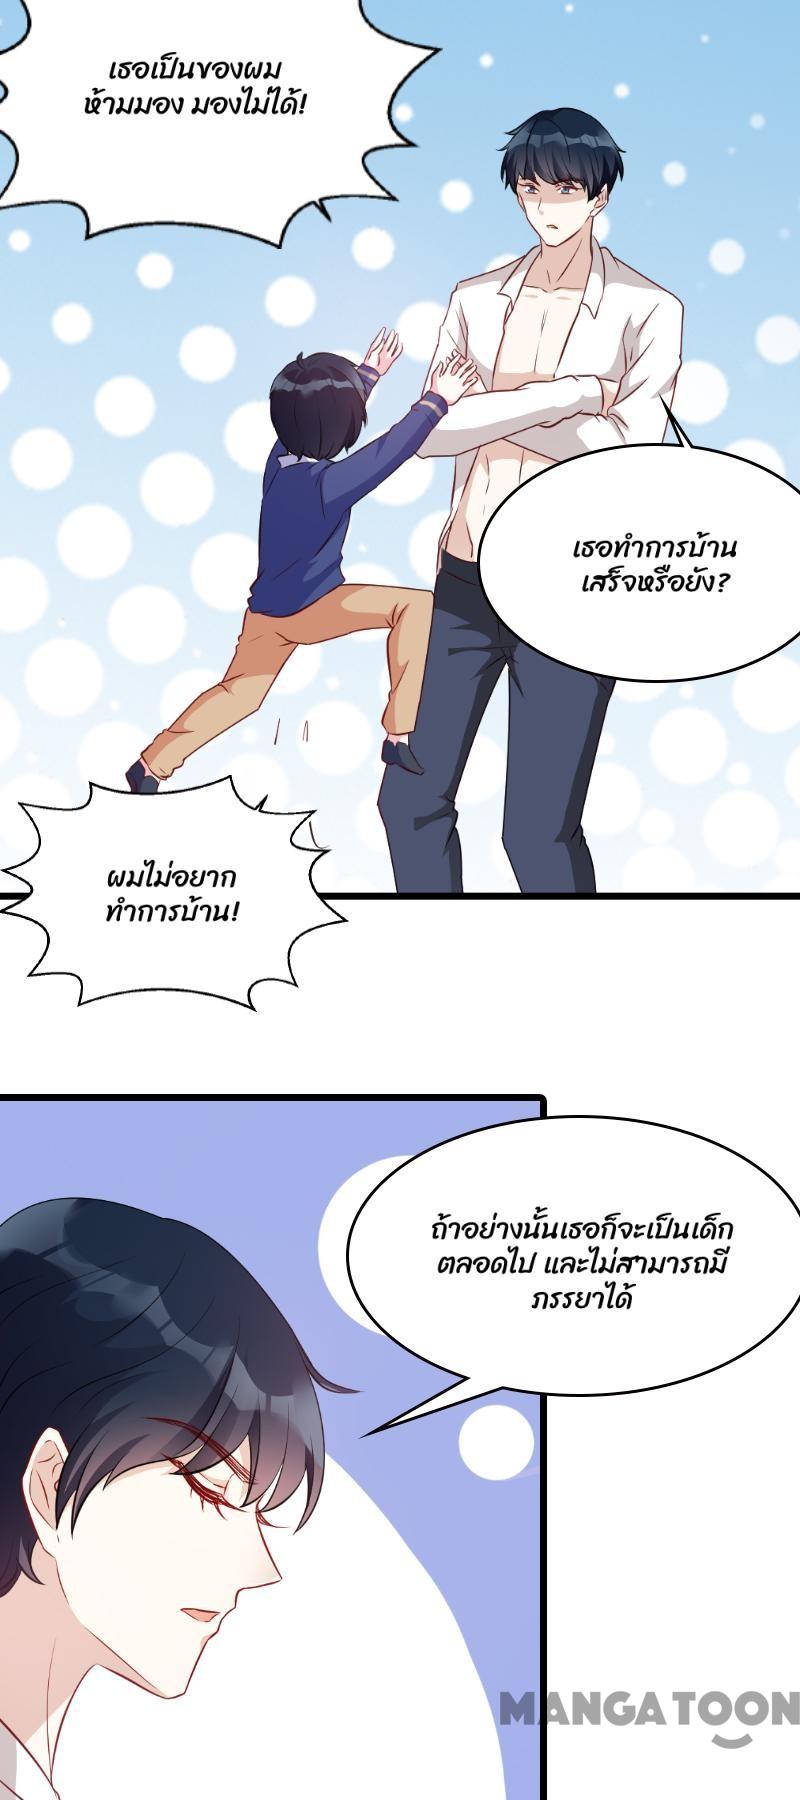 เธอเป็นของผม
ห้ามมอง มองไม่ได้!
เธอทำการบ้าน
เสร็จหรือยัง?
ผมไม่อยาก
ทำการบ้าน!
ถ้าอย่างนั้นเธอก็จะเป็นเด็ก
ตลอดไป และไม่สามารถมี
ภรรยาได้
MANGATOON